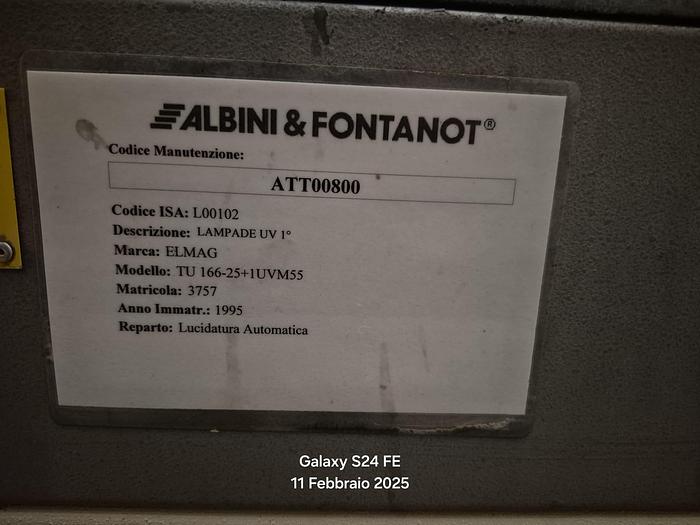 ALBINI & FONTANOT®
Codice Manutenzione:
ATT00800
Codice ISA: L00102
Descrizione: LAMPADE UV 1°
Marca: ELMAG
Modello: TU 166-25+1UVM55
Matricola: 3757
Anno Immatr.: 1995
Reparto: Lucidatura Automatica
Galaxy S24 FE
11 Febbraio 2025